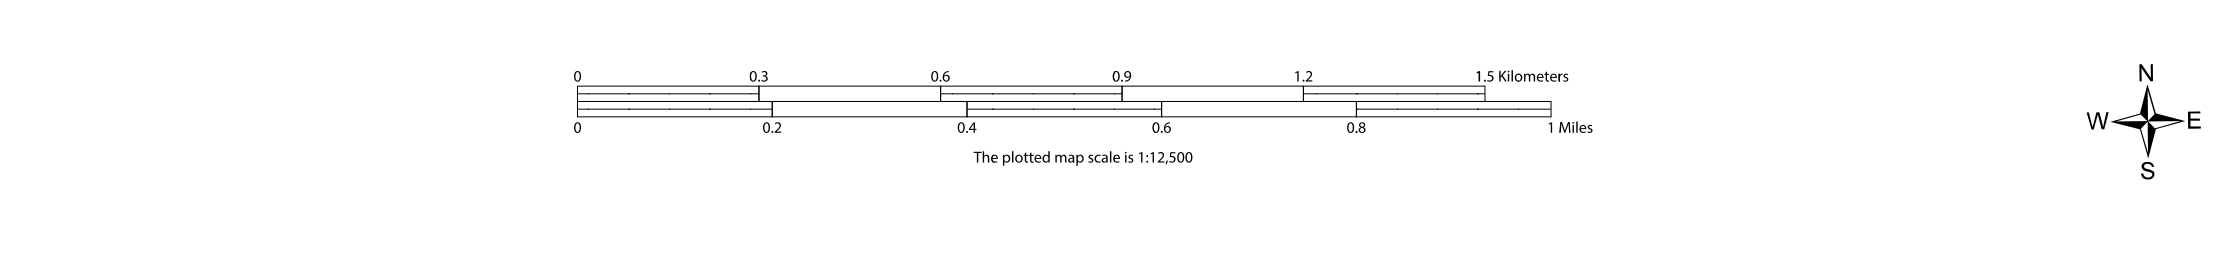 0 0.3 0.6 0.9 1.2 1.5 Kilometers
0 0.2 0.4 0.6 0.8 1 Miles
The plotted map scale is 1:12,500
N
W E
S